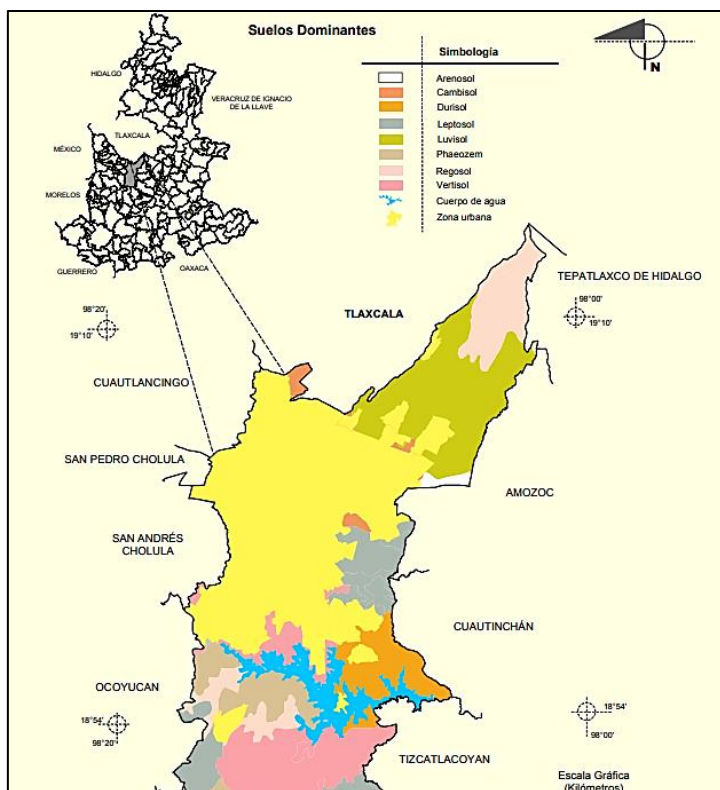 Suelos Dominantes
N
HIDALGO
VERACRUZ DE IGNACIO
DE LA LLAVE
TLAXCALA
MÉXICO
MORELOS
GUERRERO
OAXACA
Simbología
Arenosol
Cambisol
Durisol
Leptosol
Luvisol
Phaeozem
Regosol
Vertisol
Cuerpo de agua
Zona urbana
TEPATLAXCO DE HIDALGO
98°20'
19°10'
TLAXCALA
98°00'
19°10'
CUAUTLANCINGO
SAN PEDRO CHOLULA
AMOZOC
SAN ANDRÉS
CHOLULA
CUAUTINCHÁN
OCOYUCAN
18°54'
98°20'
18°54'
98°00'
TIZCATLACOYAN
Escala Gráfica
(Kilómetros)